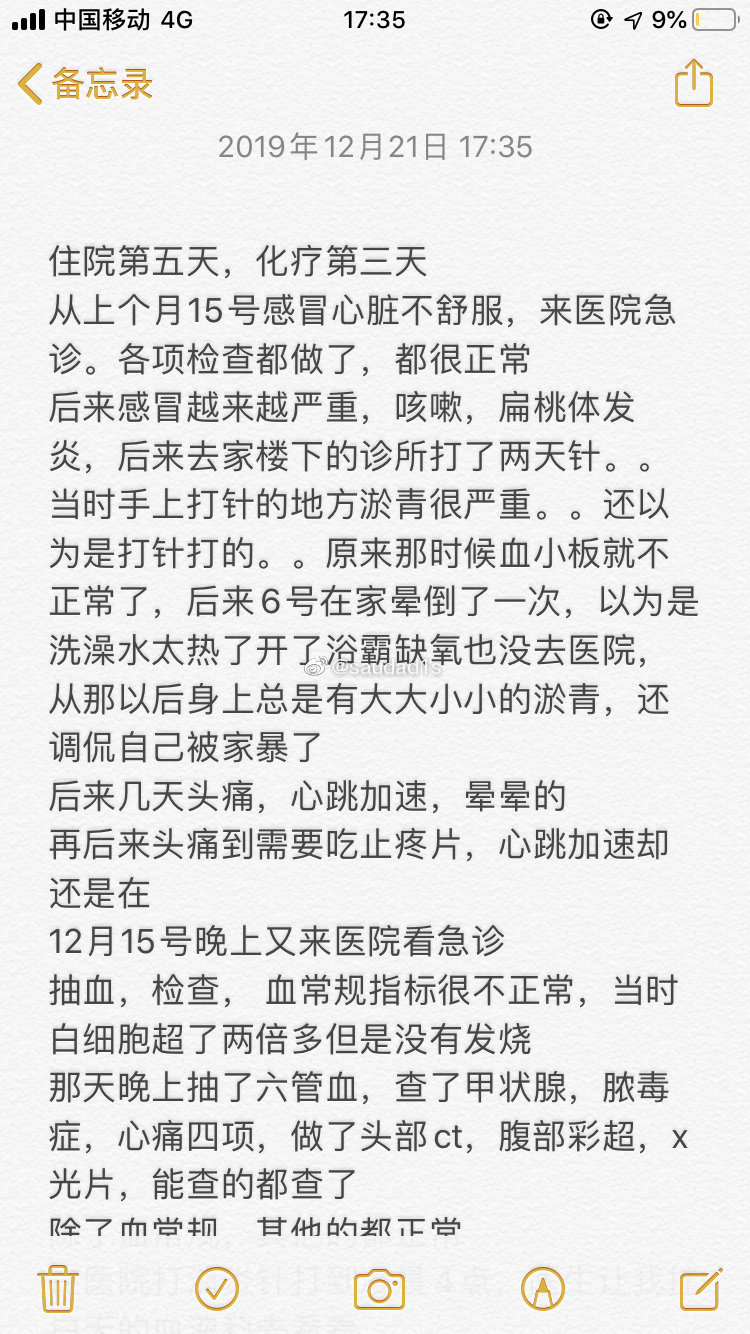 中国移动 4G 17:35 9%
备忘录
2019年12月21日 17:35
住院第五天，化疗第三天
从上个月15号感冒心脏不舒服，来医院急
诊。各项检查都做了，都很正常
后来感冒越来越严重，咳嗽，扁桃体发
炎，后来去家楼下的诊所打了两天针。。
当时手上打针的地方淤青很严重。。还以
为是打针打的。。原来那时候血小板就不
正常了，后来6号在家晕倒了一次，以为是
洗澡水太热了开了浴霸缺氧也没去医院，
从那以后身上总是有大大小小的淤青，还
调侃自己被家暴了
后来几天头痛，心跳加速，晕晕的
再后来头痛到需要吃止疼片，心跳加速却
还是在
12月15号晚上又来医院看急诊
抽血，检查， 血常规指标很不正常，当时
白细胞超了两倍多但是没有发烧
那天晚上抽了六管血，查了甲状腺，脓毒
症，心痛四项，做了头部ct，腹部彩超，x
光片，能查的都查了
除了血常规，其他的都正常